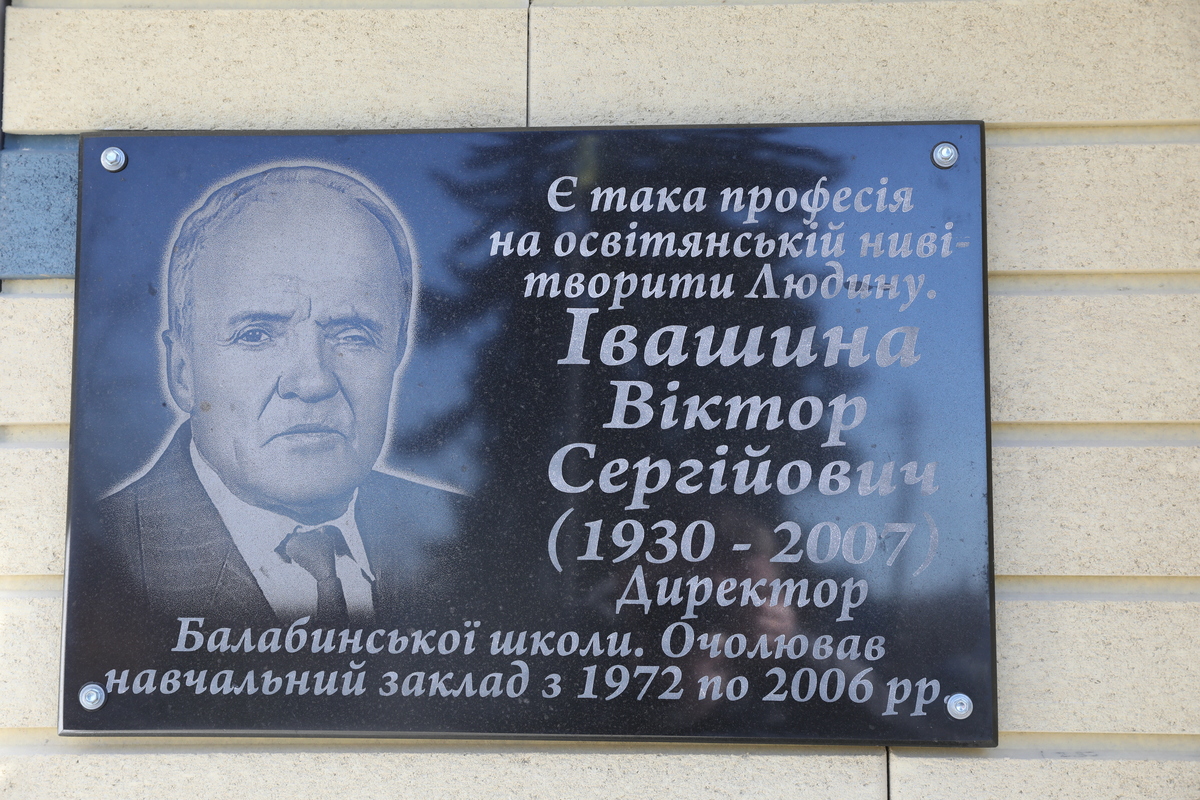 Є така професія
на освітянській ниві-
творити Людину.
Івашина
Віктор
Сергійович
(1930 - 2007)
Директор
Балабинської школи. Очолював
навчальний заклад з 1972 по 2006 рр.